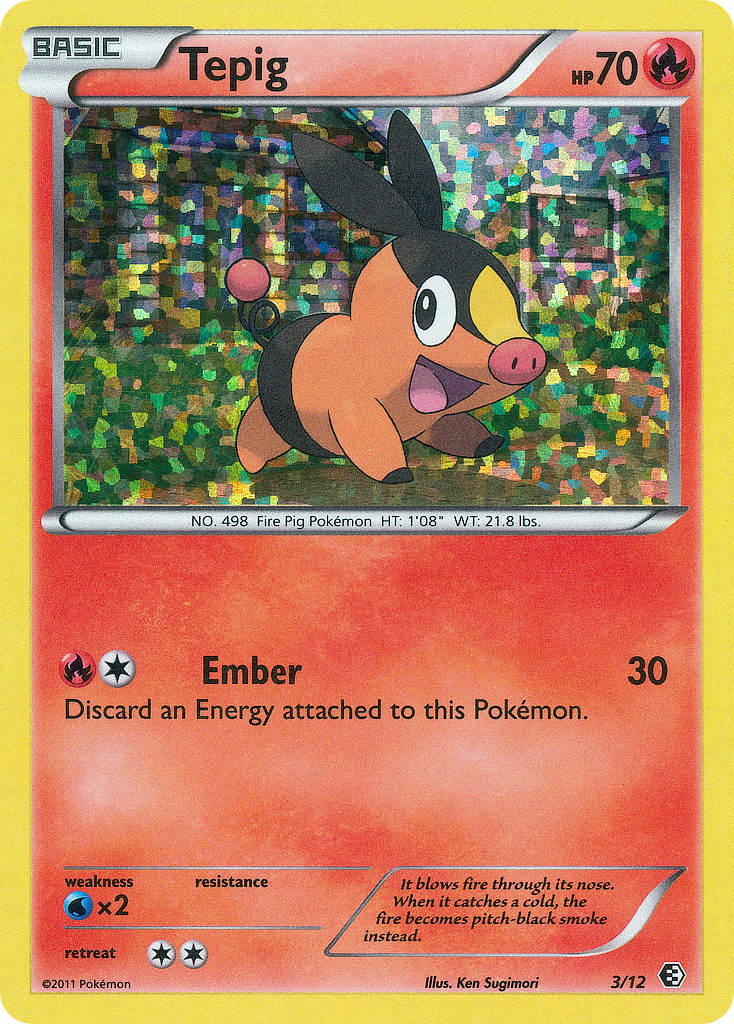 BASIC
Tepig
HP 70
NO. 498 Fire Pig Pokémon HT: 1'08" WT: 21.8 lbs.
Ember 30
Discard an Energy attached to this Pokémon.
weakness resistance
×2
retreat
It blows fire through its nose.
When it catches a cold, the
fire becomes pitch-black smoke
instead.
©2011 Pokémon
Illus. Ken Sugimori
3/12